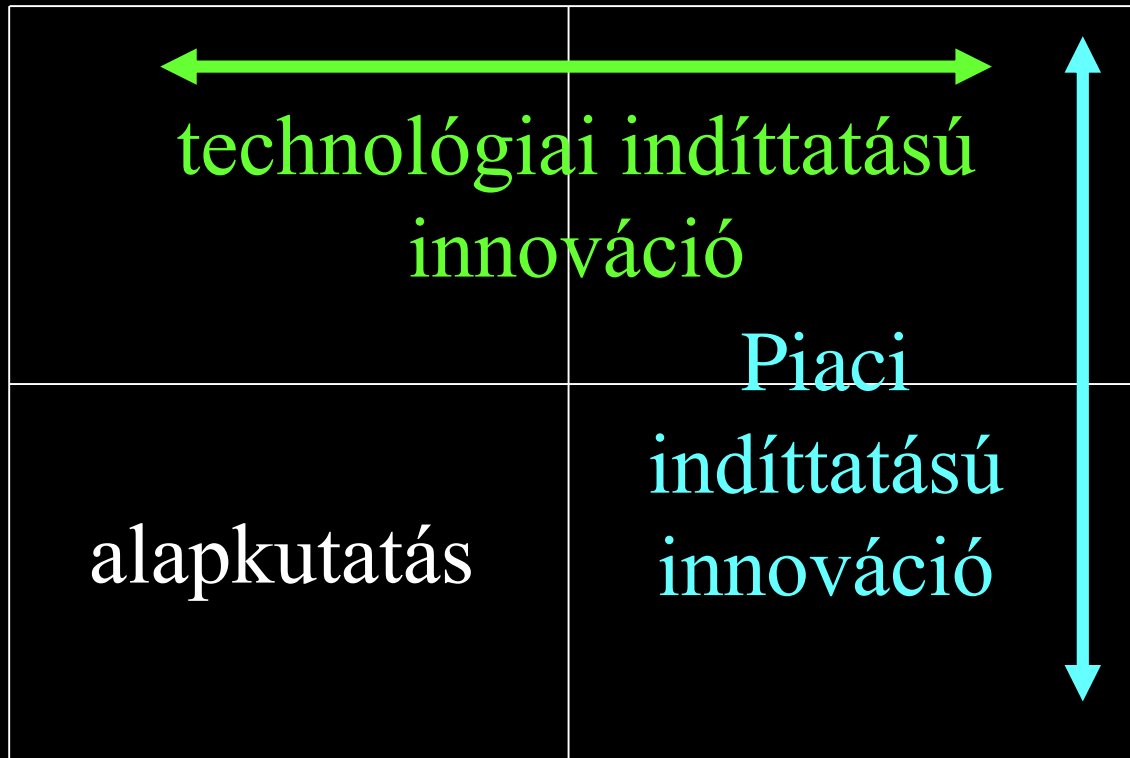 technológiai indíttatású
innováció
Piaci
indíttatású
innováció
alapkutatás